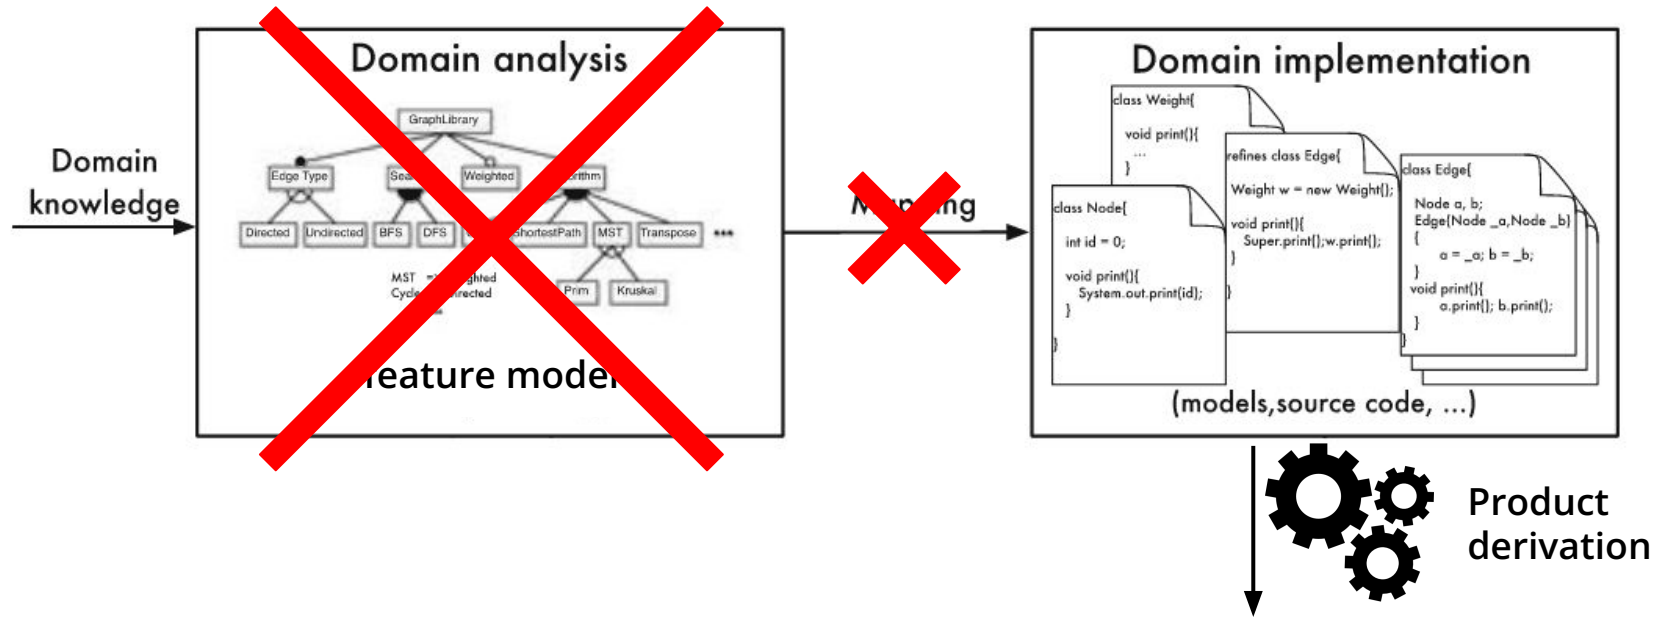 Domain analysis
Domain implementation
Domain
knowledge
GraphLibrary
Edge Type
Weighted
Directed
Undirected
BFS
DFS
ShortestPath
MST
Transpose
•••
MST
Prim
Kruskal
feature model
class Weight{
void print(){
...
}
refines class Edge{
Weight w = new Weight();
void print(){
Super.print();w.print();
}
}
class Edge{
Node a, b;
Edge(Node _a,Node _b)
{
a = _a; b = _b;
}
void print(){
a.print(); b.print();
}
}
class Node{
int id = 0;
void print(){
System.out.print(id);
}
}
(models,source code, ...)
Product
derivation